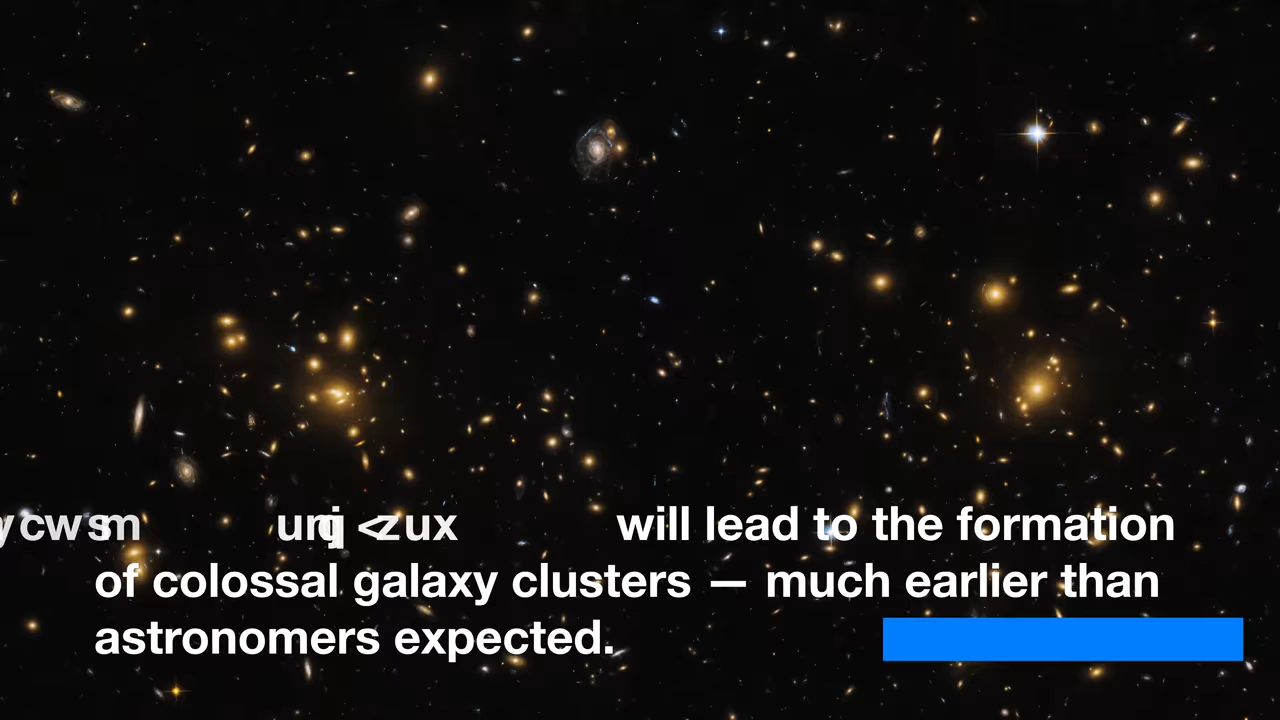 will lead to the formation
of colossal galaxy clusters — much earlier than
astronomers expected.